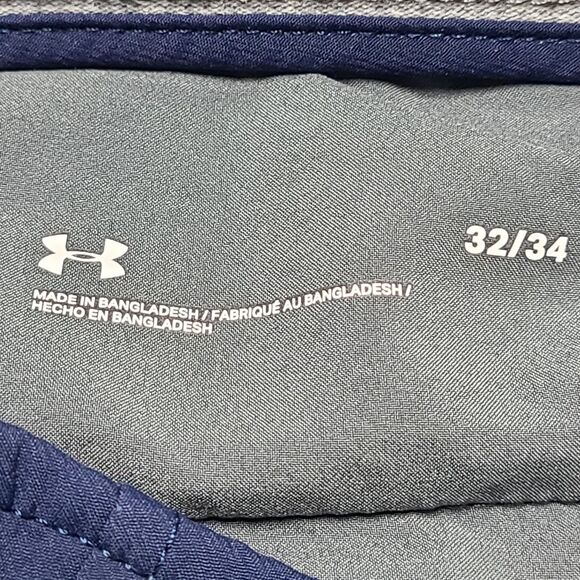 32/34
MADE IN BANGLADESH / FABRIQUÉ AU BANGLADESH /
HECHO EN BANGLADESH